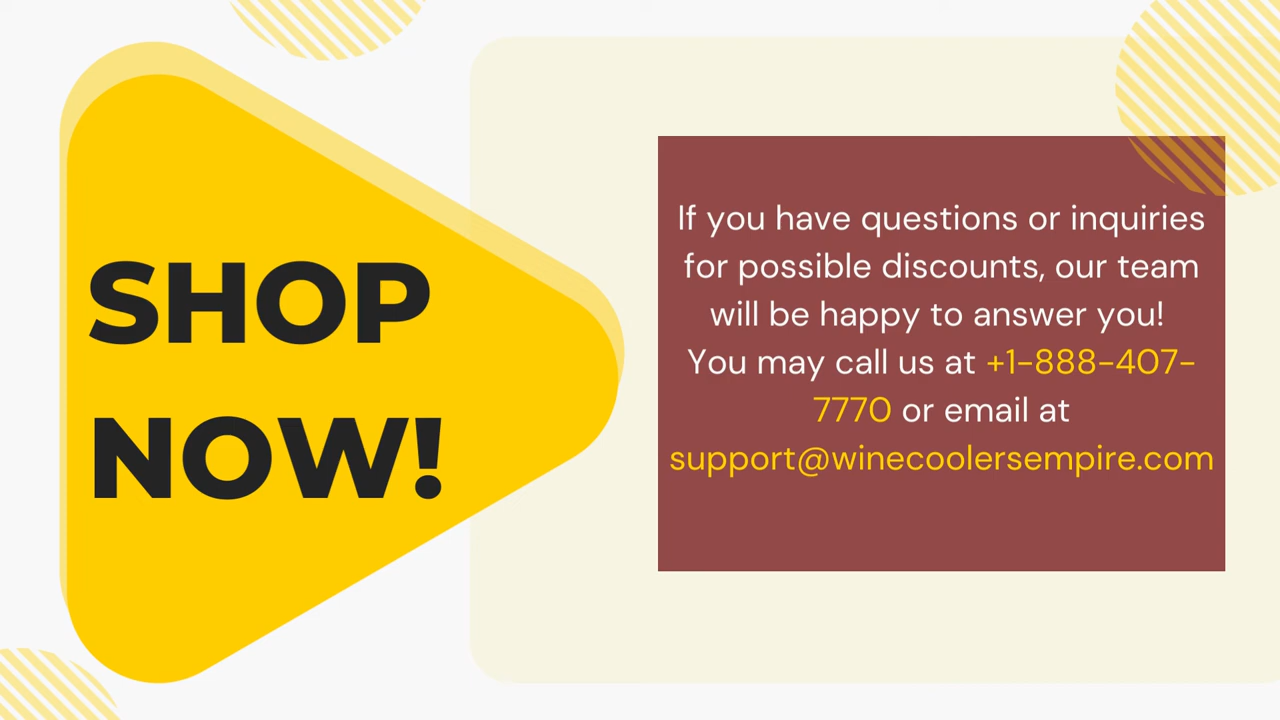 SHOP
NOW!
If you have questions or inquiries
for possible discounts, our team
will be happy to answer you!
You may call us at +1-888-407-
7770 or email at
support@winecoolersempire.com